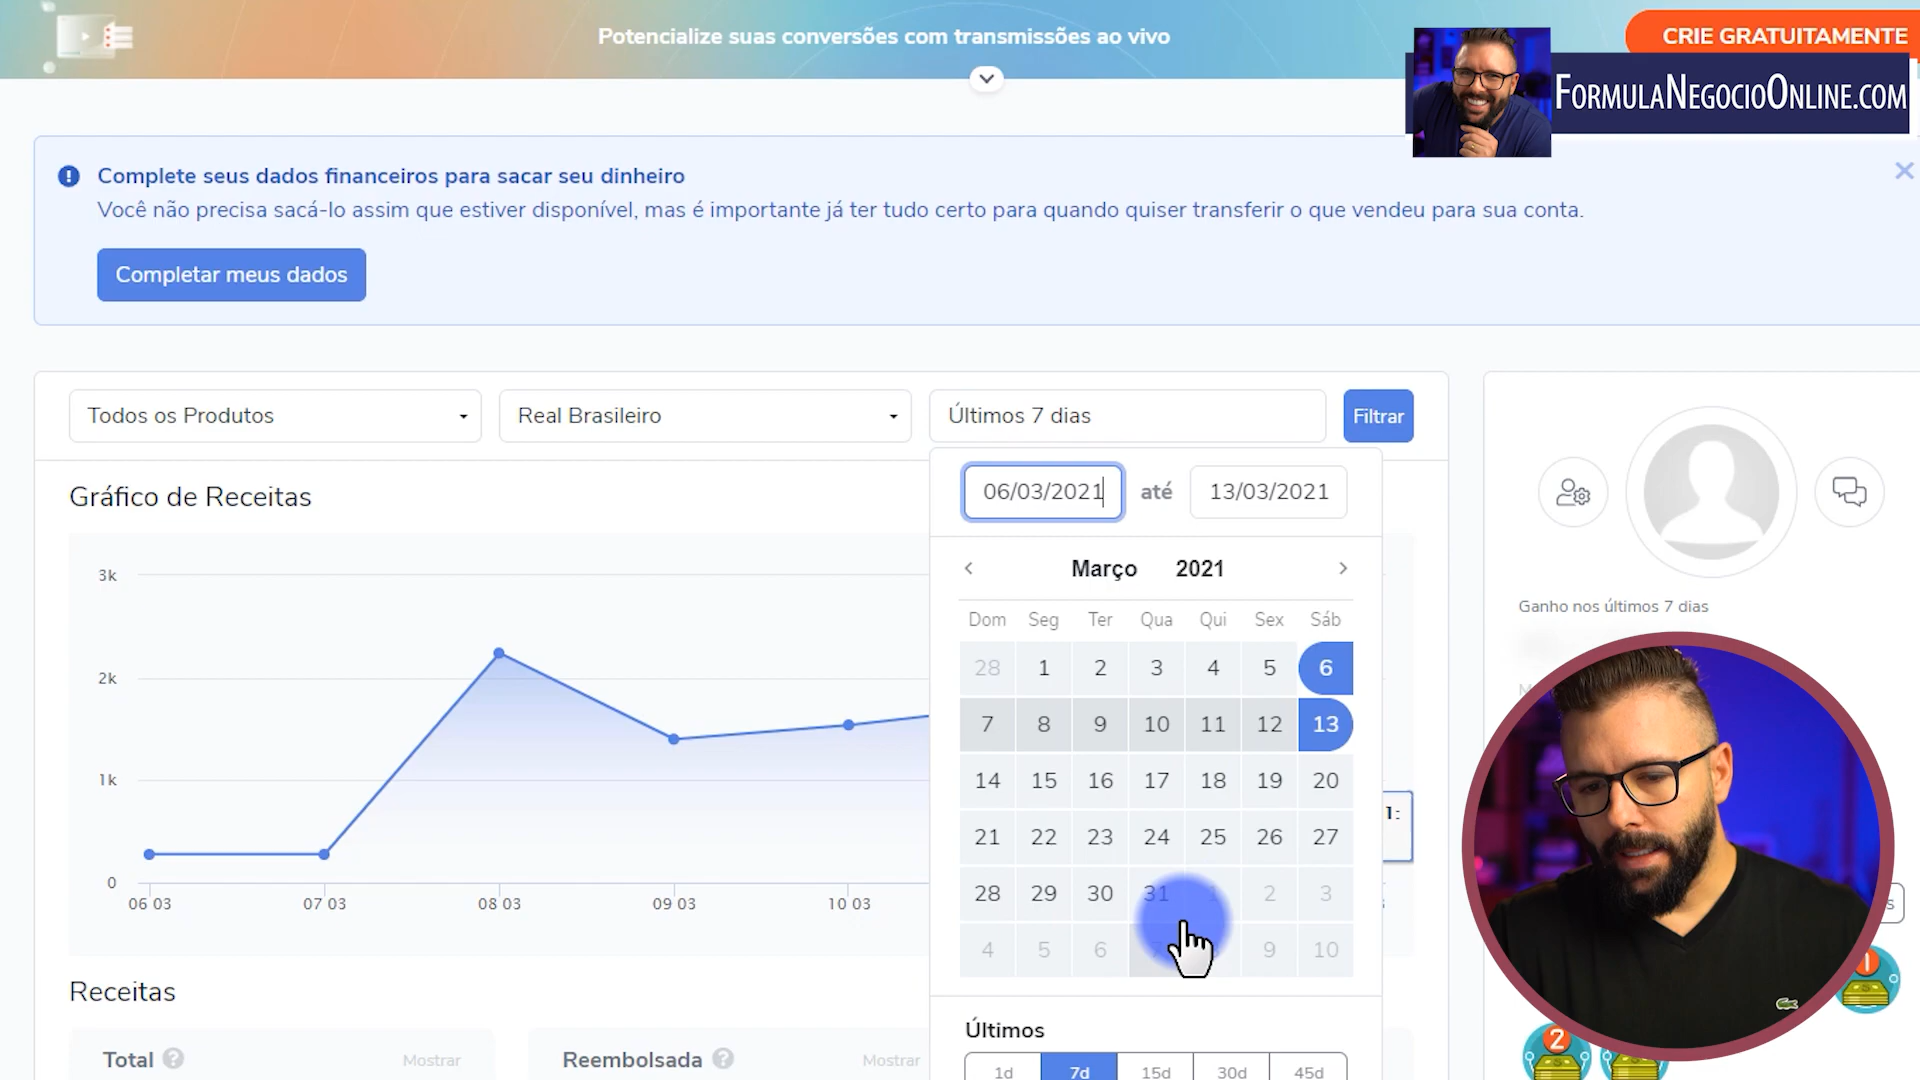 Potencialize suas conversões com transmissões ao vivo
CRIE GRATUITAMENTE
FORMULANEGOCIOONLINE.COM
Complete seus dados financeiros para sacar seu dinheiro
Você não precisa sacá-lo assim que estiver disponível, mas é importante já ter tudo certo para quando quiser transferir o que vendeu para sua conta.
Completar meus dados
Todos os Produtos
Real Brasileiro
Últimos 7 dias
Filtrar
Gráfico de Receitas
06/03/2021 até 13/03/2021
Março 2021
Dom Seg Ter Qua Qui Sex Sáb
28 1 2 3 4 5 6
7 8 9 10 11 12 13
14 15 16 17 18 19 20
21 22 23 24 25 26 27
28 29 30 31 1 2 3
4 5 6 7 9 10
Últimos
1d 7d 15d 30d 45d
3k
2k
1k
0
06 03 07 03 08 03 09 03 10 03
1:
Receitas
Total ? Mostrar
Reembolsada ? Mostrar
Ganho nos últimos 7 dias
s
1
2